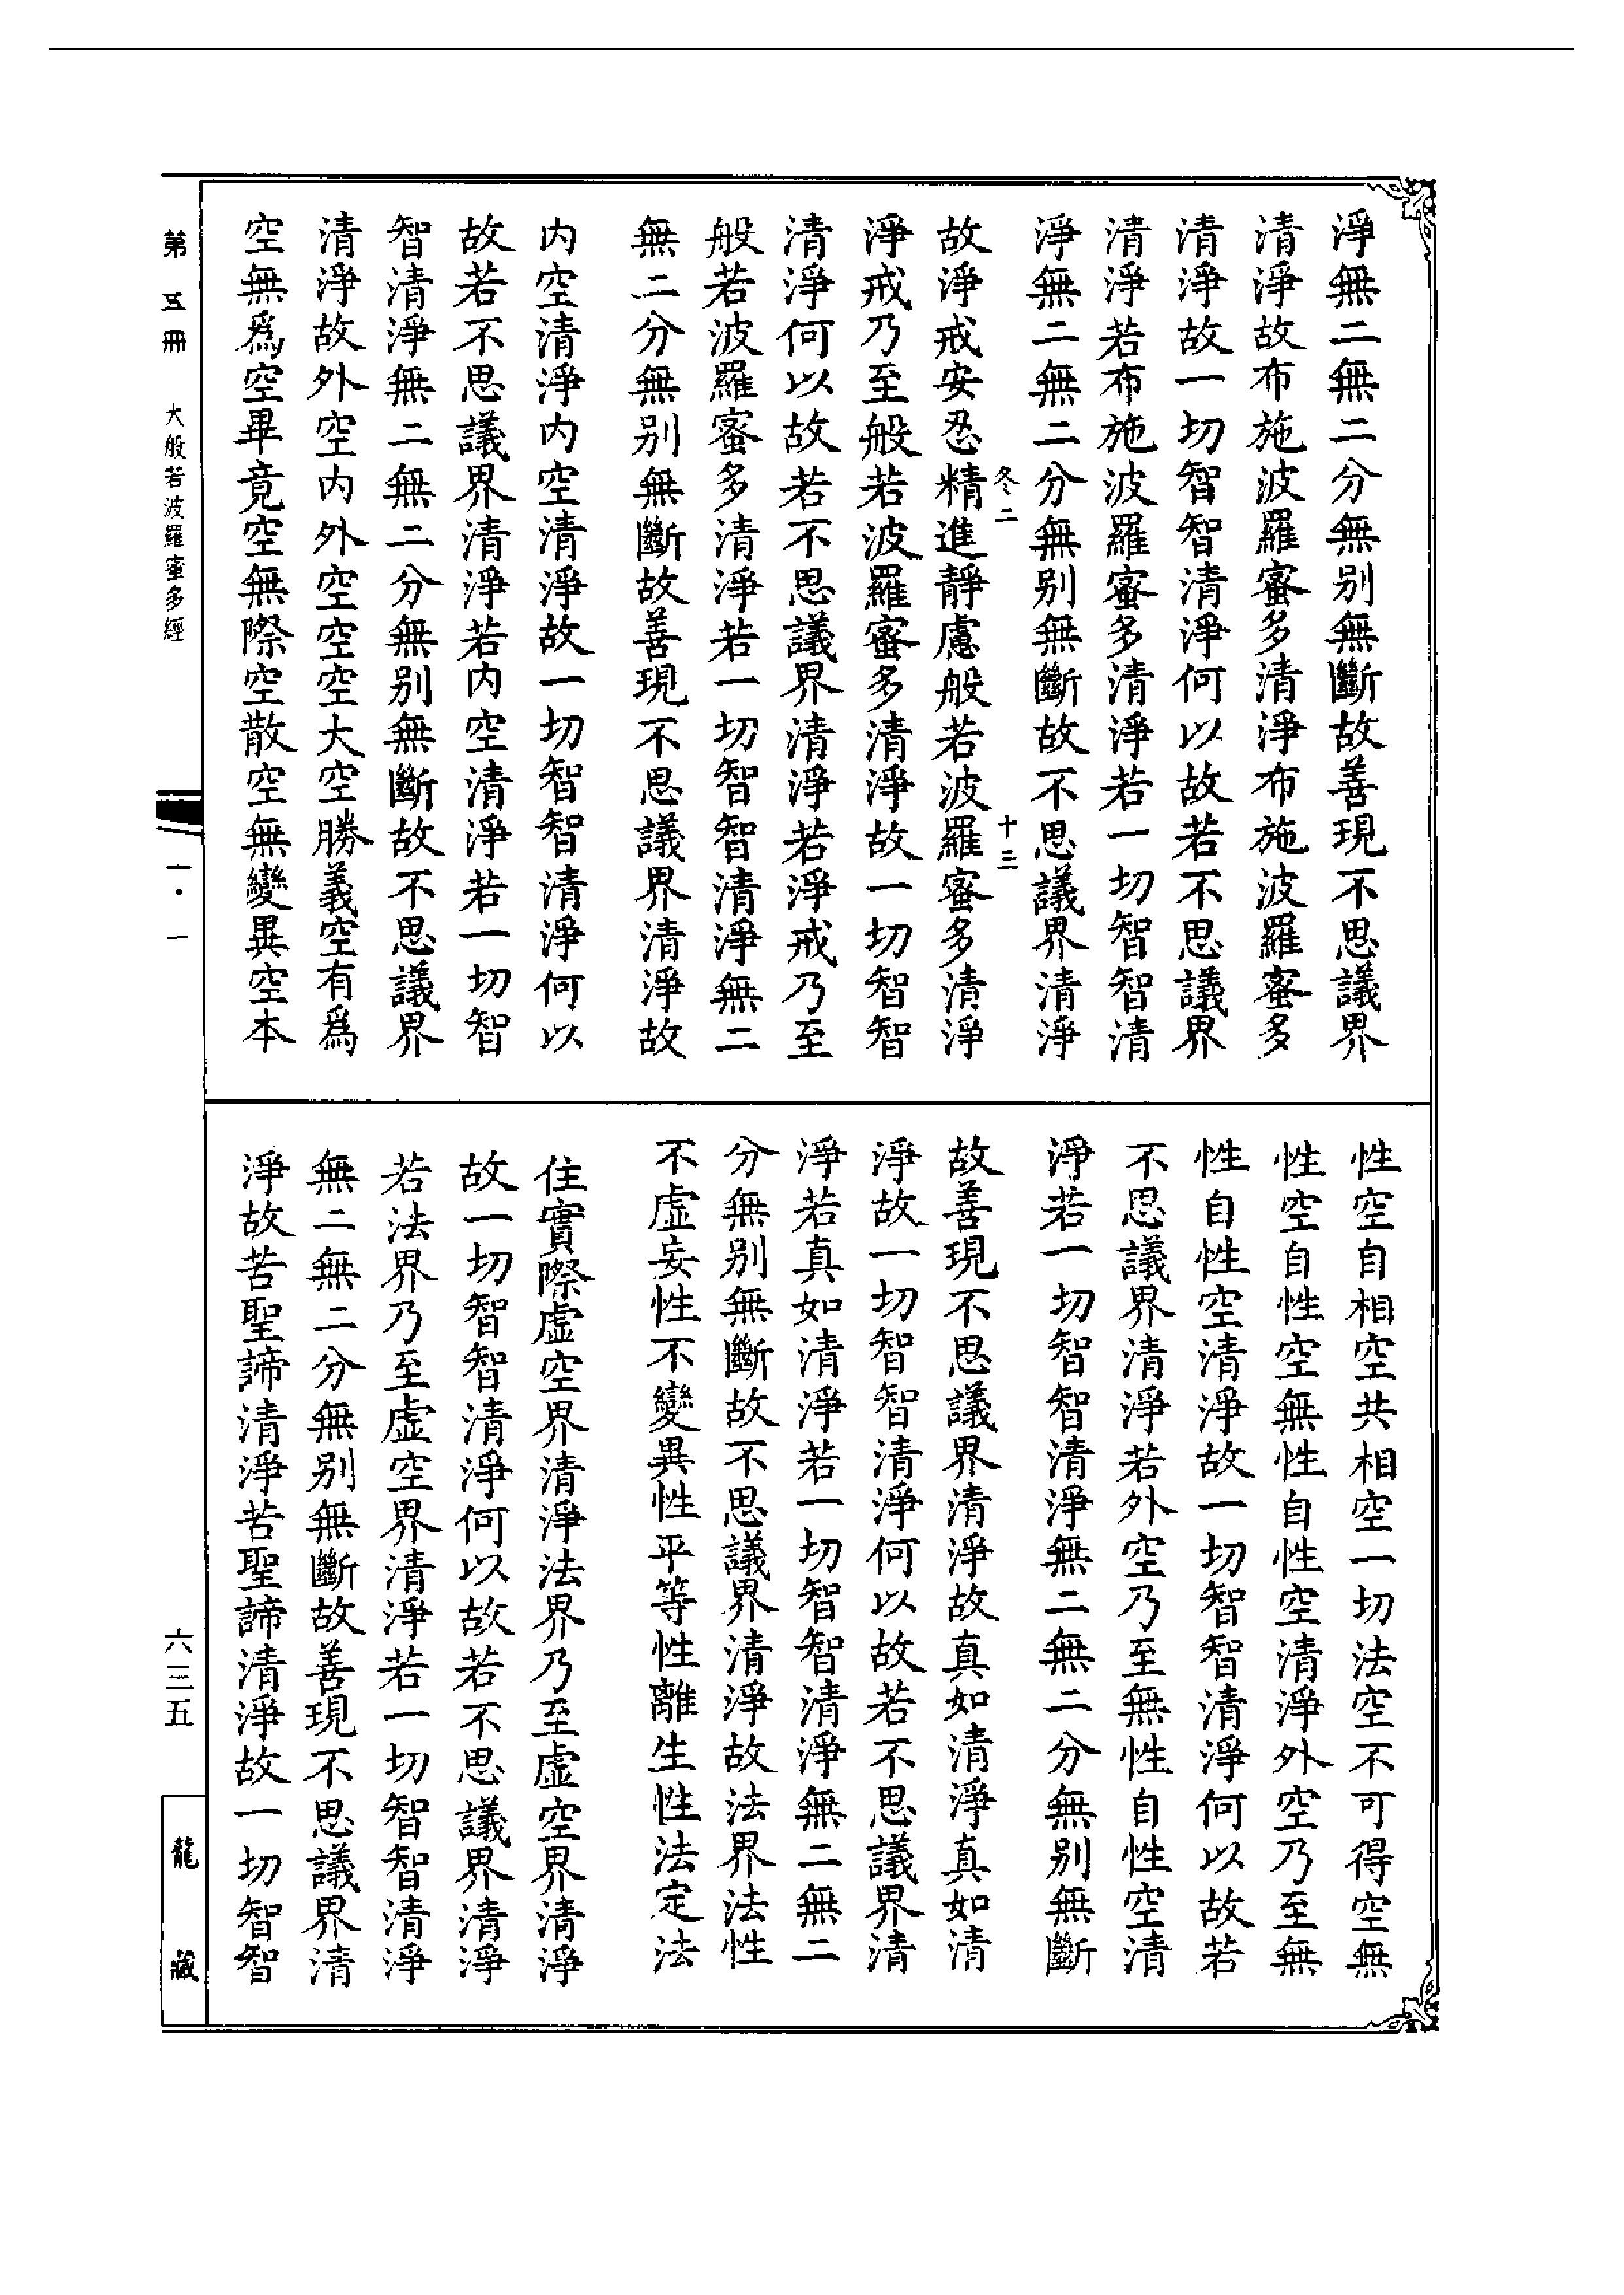 淨無二無二分無別無斷故善現不思議界
清淨故布施波羅蜜多清淨布施波羅蜜多
清淨故一切智智清淨何以故若不思議界
清淨若布施波羅蜜多清淨若一切智智清
淨無二無二分無別無斷故不思議界清淨
冬二 十三
故淨戒安忍精進靜慮般若波羅蜜多清淨
淨戒乃至般若波羅蜜多清淨故一切智智
清淨何以故若不思議界清淨若淨戒乃至
般若波羅蜜多清淨若一切智智清淨無二
無二分無別無斷故善現不思議界清淨故
內空清淨內空清淨故一切智智清淨何以
故若不思議界清淨若內空清淨若一切智
智清淨無二無二分無別無斷故不思議界
清淨故外空內外空空空大空勝義空有為
空無為空畢竟空無際空散空無變異空本
性空自相空共相空一切法空不可得空無
性空自性空無性自性空清淨外空乃至無
性自性空清淨故一切智智清淨何以故若
不思議界清淨若外空乃至無性自性空清
淨若一切智智清淨無二無二分無別無斷
故善現不思議界清淨故真如清淨真如清
淨故一切智智清淨何以故若不思議界清
淨若真如清淨若一切智智清淨無二無二
分無別無斷故不思議界清淨故法界法性
不虛妄性不變異性平等性離生性法定法
住實際虛空界清淨法界乃至虛空界清淨
故一切智智清淨何以故若不思議界清淨
若法界乃至虛空界清淨若一切智智清淨
無二無二分無別無斷故善現不思議界清
淨故苦聖諦清淨苦聖諦清淨故一切智智
第五冊 大般若波羅蜜多經 一·一 六三五 龍藏